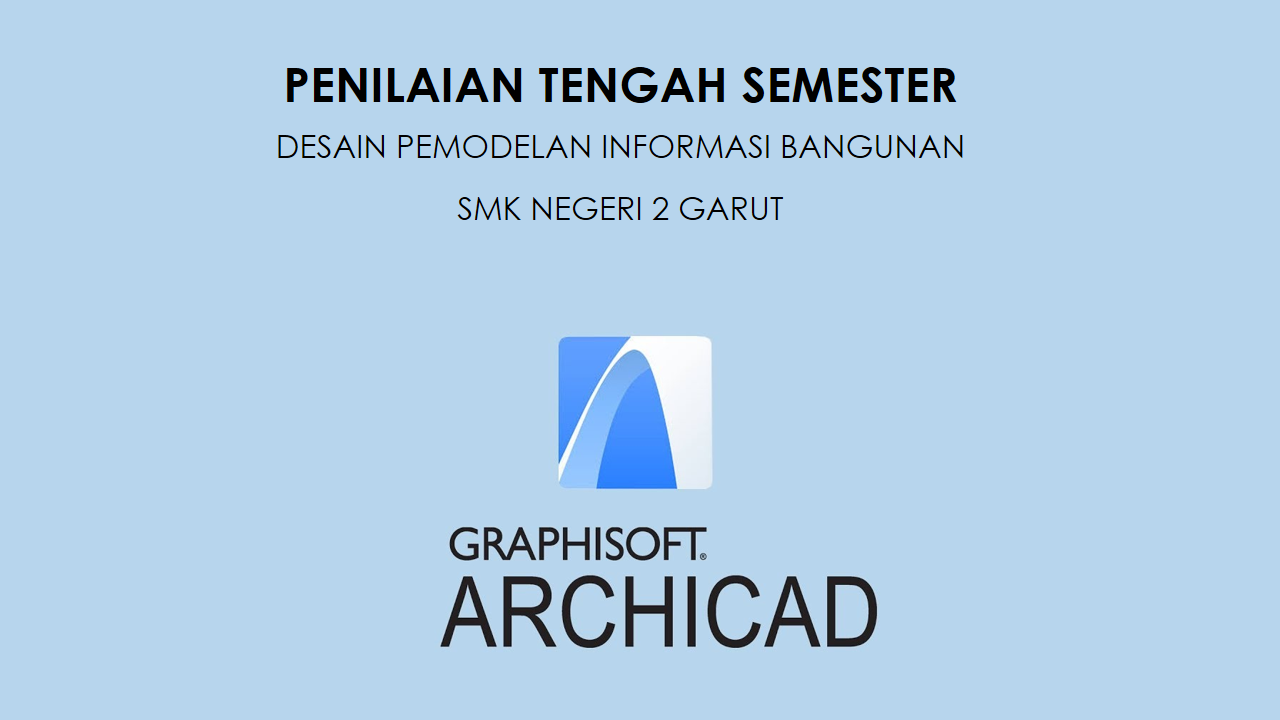 PENILAIAN TENGAH SEMESTER
DESAIN PEMODELAN INFORMASI BANGUNAN
SMK NEGERI 2 GARUT
GRAPHISOFT®
ARCHICAD